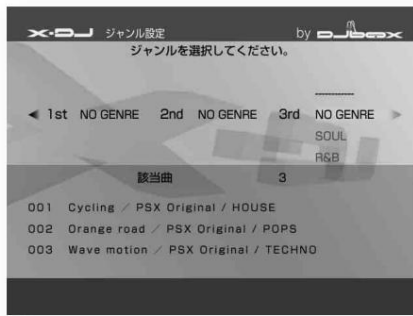 X-DJ ジャンル設定 by DJbox
ジャンルを選択してください。
------------
◀ 1st NO GENRE 2nd NO GENRE 3rd NO GENRE ▶
SOUL
R&B
該当曲 3
001 Cycling / PSX Original / HOUSE
002 Orange road / PSX Original / POPS
003 Wave motion / PSX Original / TECHNO